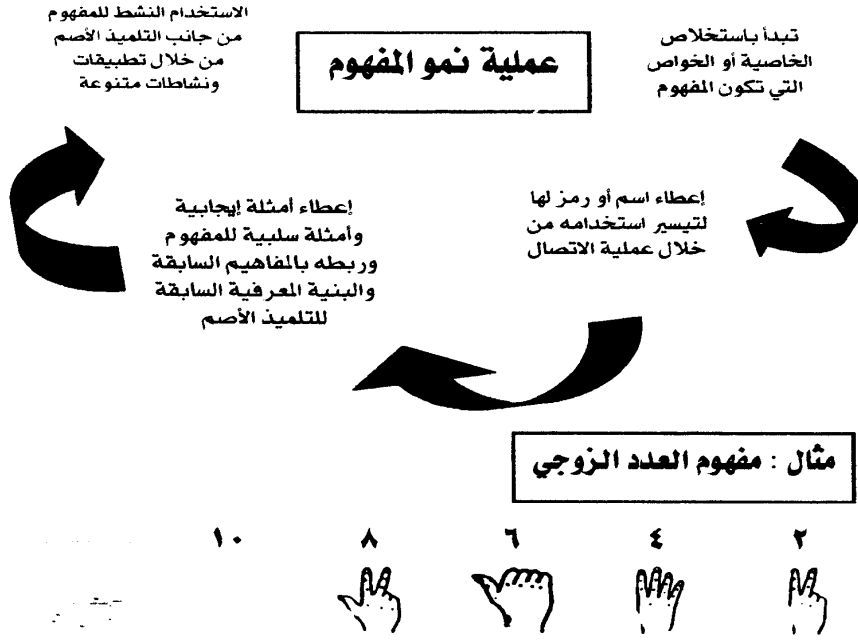 عملية نمو المفهوم
تبدأ باستخلاص
الخاصية أو الخواص
التي تكون المفهوم
إعطاء اسم أو رمز لها
لتيسير استخدامه من
خلال عملية الاتصال
إعطاء أمثلة إيجابية
وأمثلة سلبية للمفهوم
وربطه بالمفاهيم السابقة
والبنية المعرفية السابقة
للتلميذ الأصم
الاستخدام النشط للمفهوم
من جانب التلميذ الأصم
من خلال تطبيقات
ونشاطات متنوعة
مثال : مفهوم العدد الزوجي
٢ ٤ ٦ ٨ ١٠